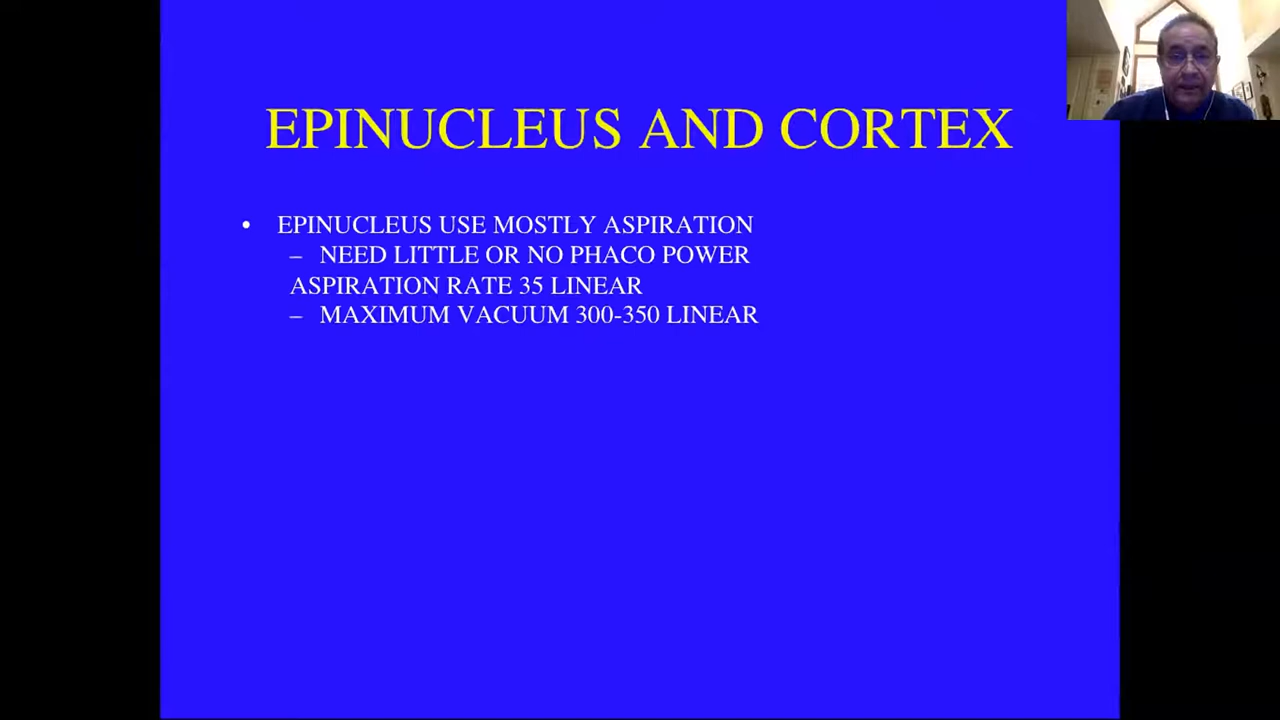 EPINUCLEUS AND CORTEX
• EPINUCLEUS USE MOSTLY ASPIRATION
– NEED LITTLE OR NO PHACO POWER
ASPIRATION RATE 35 LINEAR
– MAXIMUM VACUUM 300-350 LINEAR